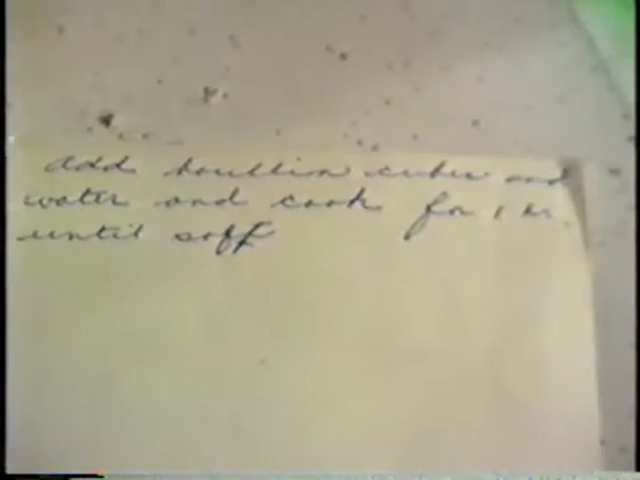 add boullion cubes and
water and cook for 1 hr.
until soft